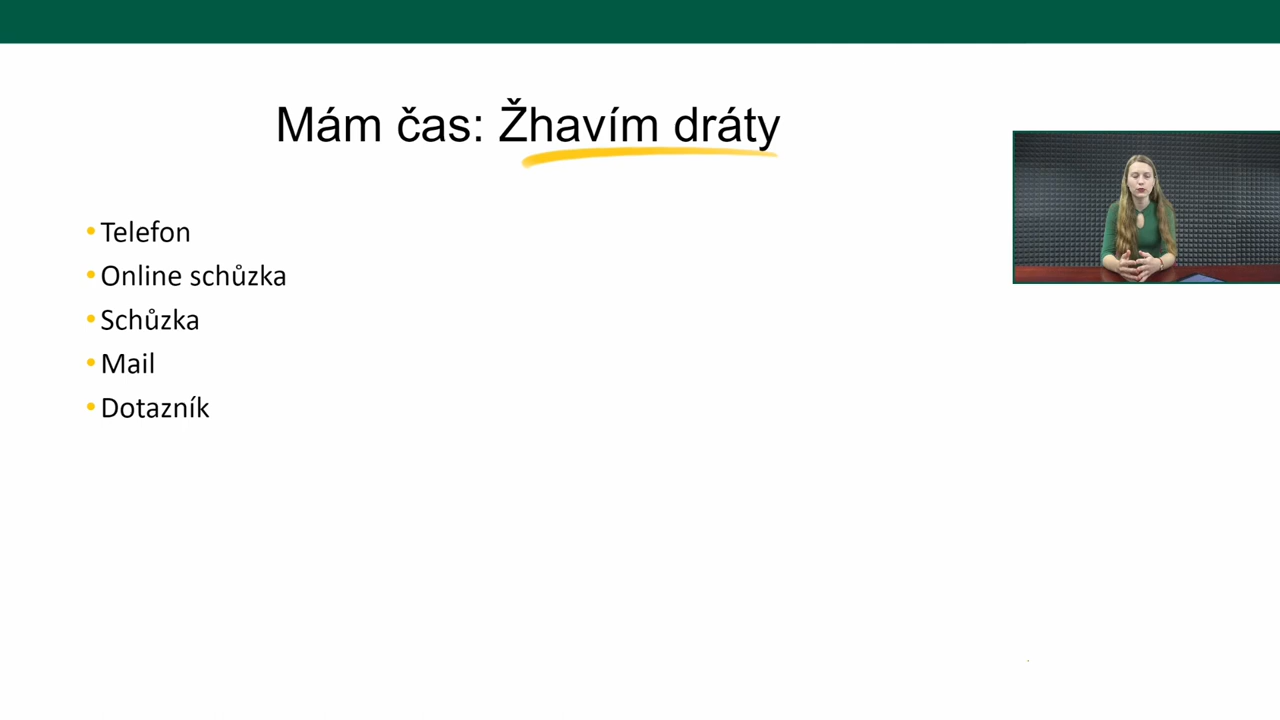 Mám čas: Žhavím dráty
•Telefon
•Online schůzka
•Schůzka
•Mail
•Dotazník